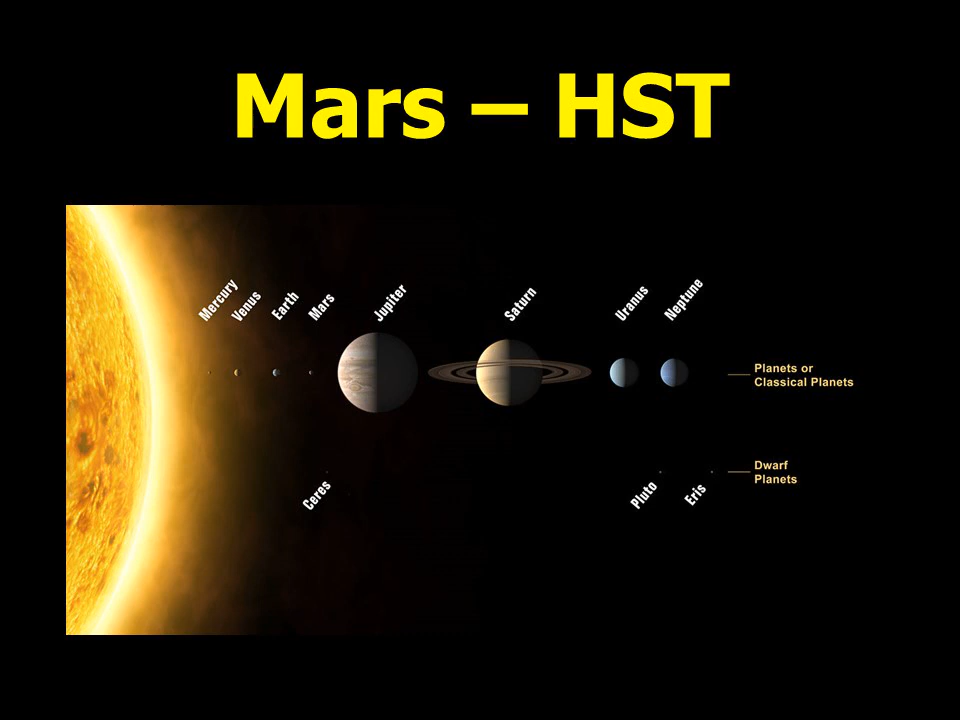 Mars – HST
Mercury
Venus
Earth
Mars
Jupiter
Saturn
Uranus
Neptune
Planets or
Classical Planets
Ceres
Pluto
Eris
Dwarf
Planets